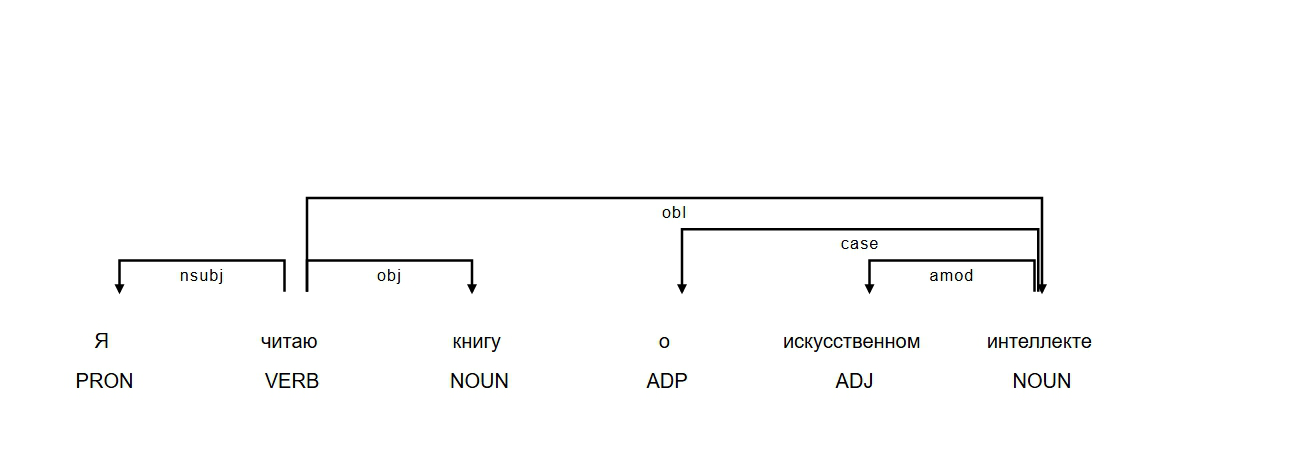 obl
case
nsubj obj amod
Я читаю книгу о искусственном интеллекте
PRON VERB NOUN ADP ADJ NOUN